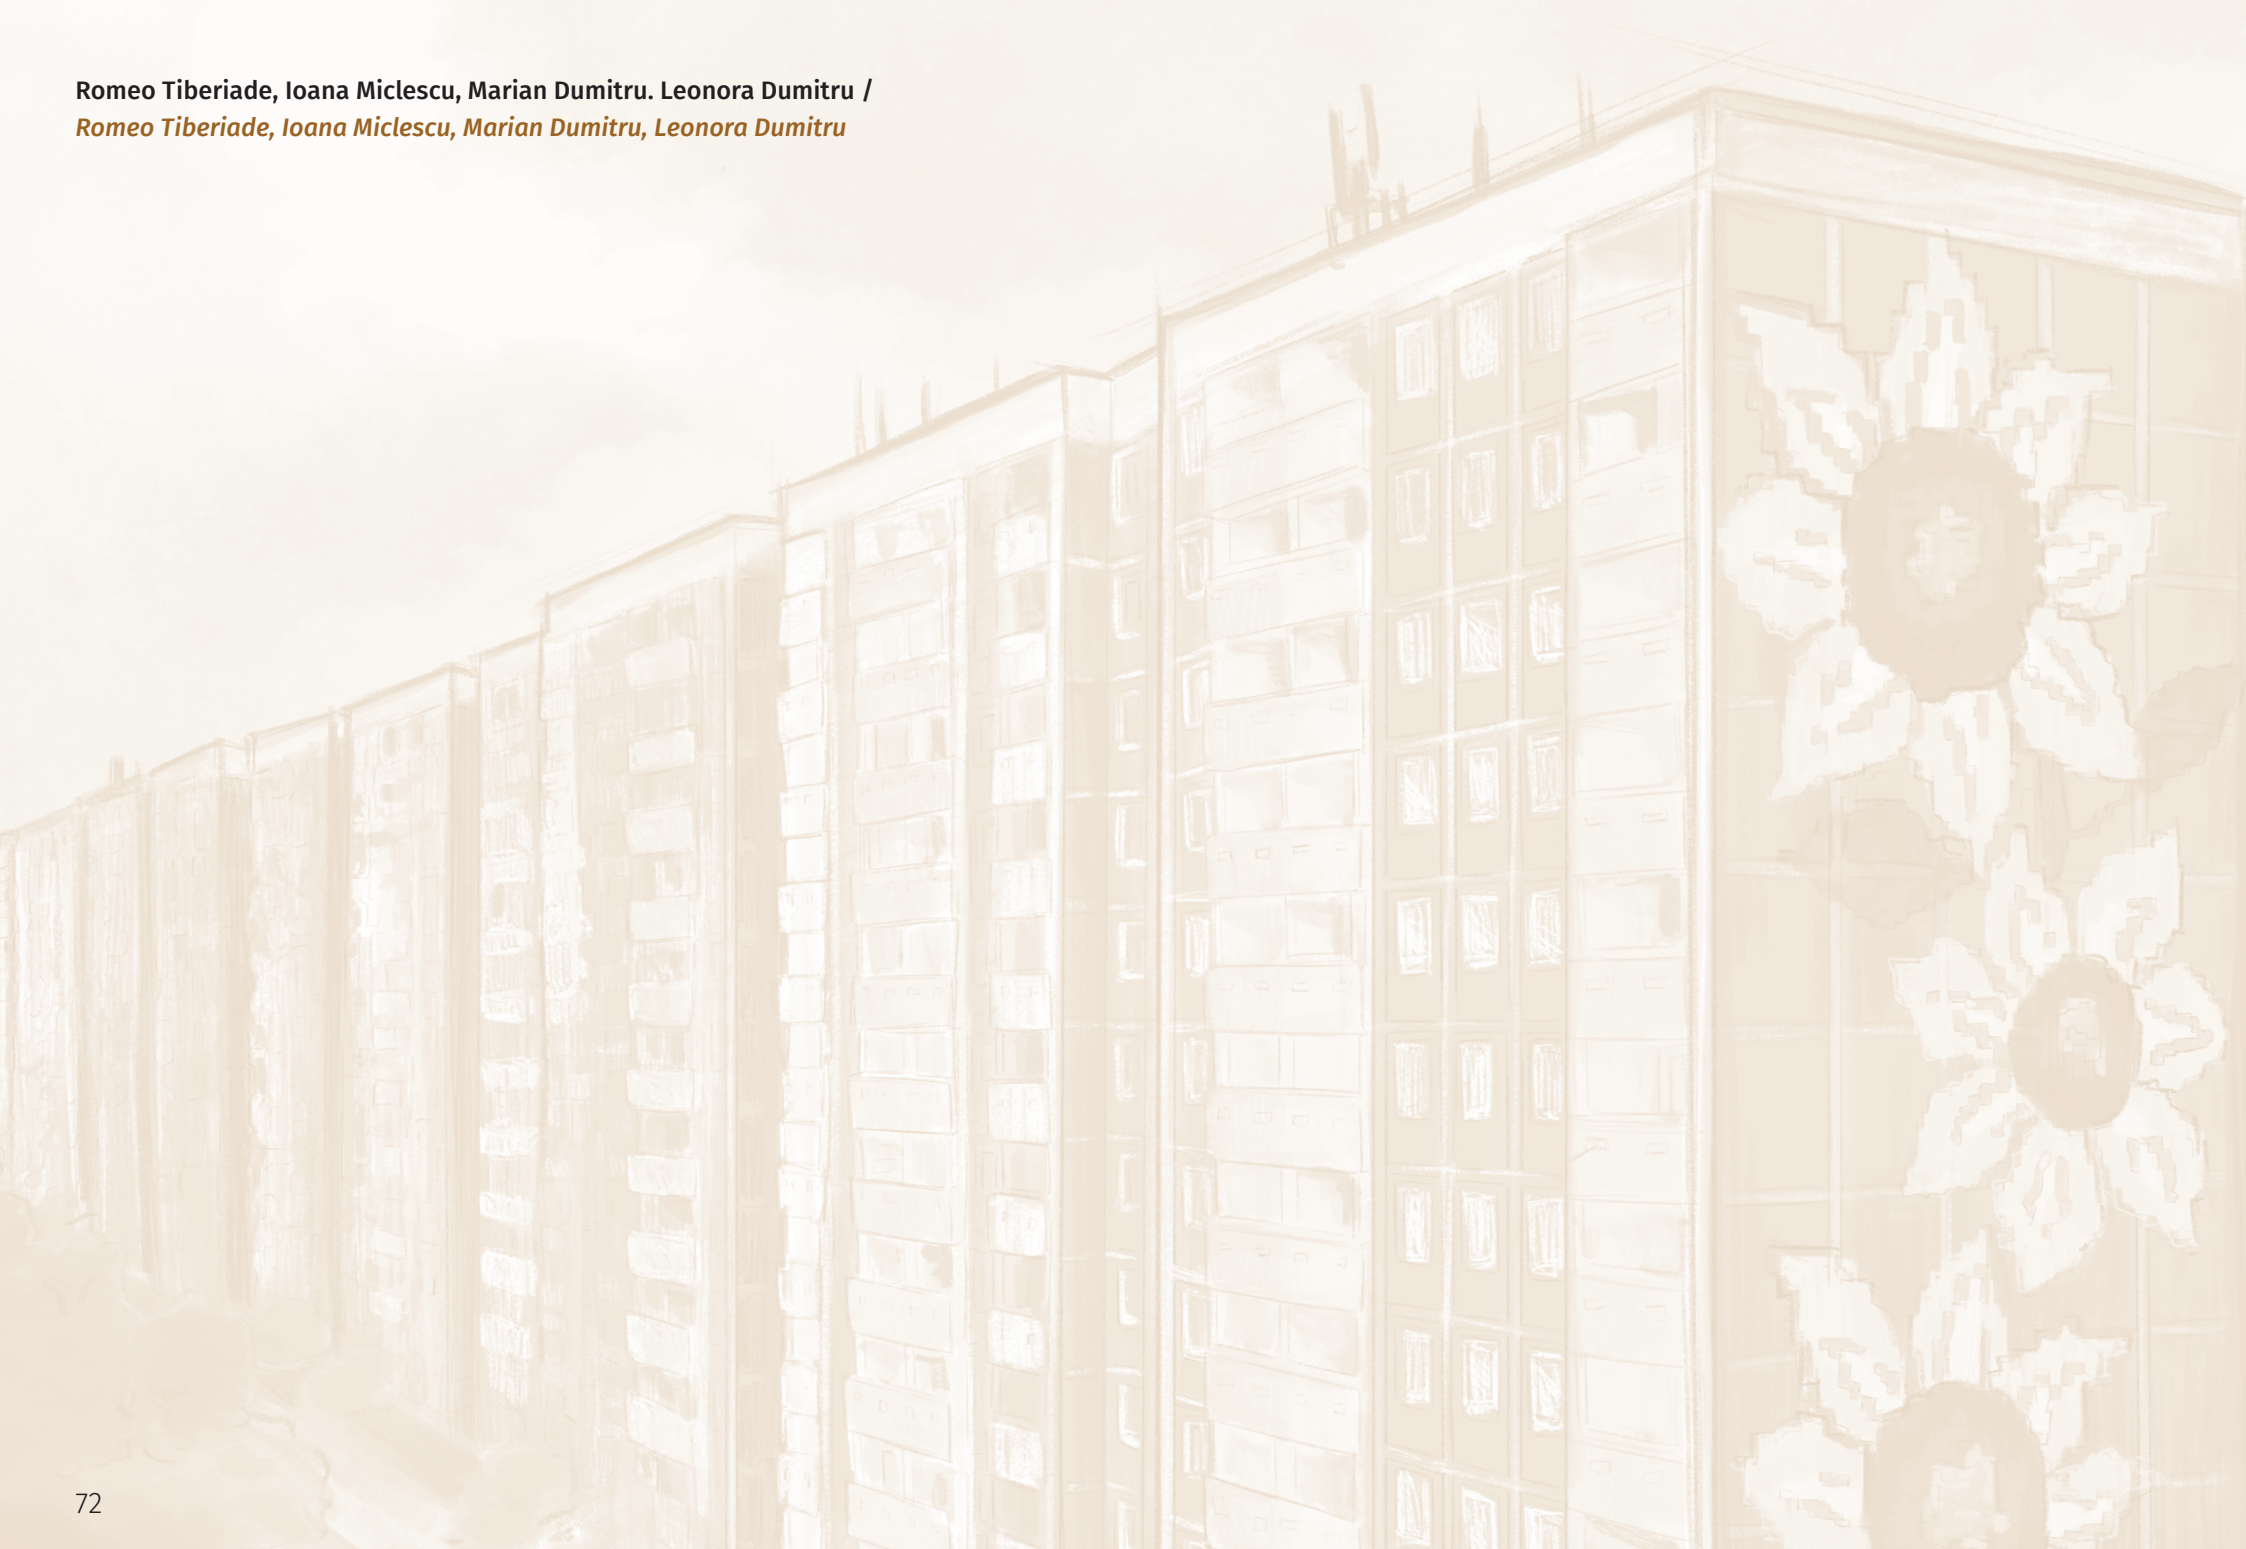 Romeo Tiberiade, Ioana Miclescu, Marian Dumitru. Leonora Dumitru /
Romeo Tiberiade, Ioana Miclescu, Marian Dumitru, Leonora Dumitru
72